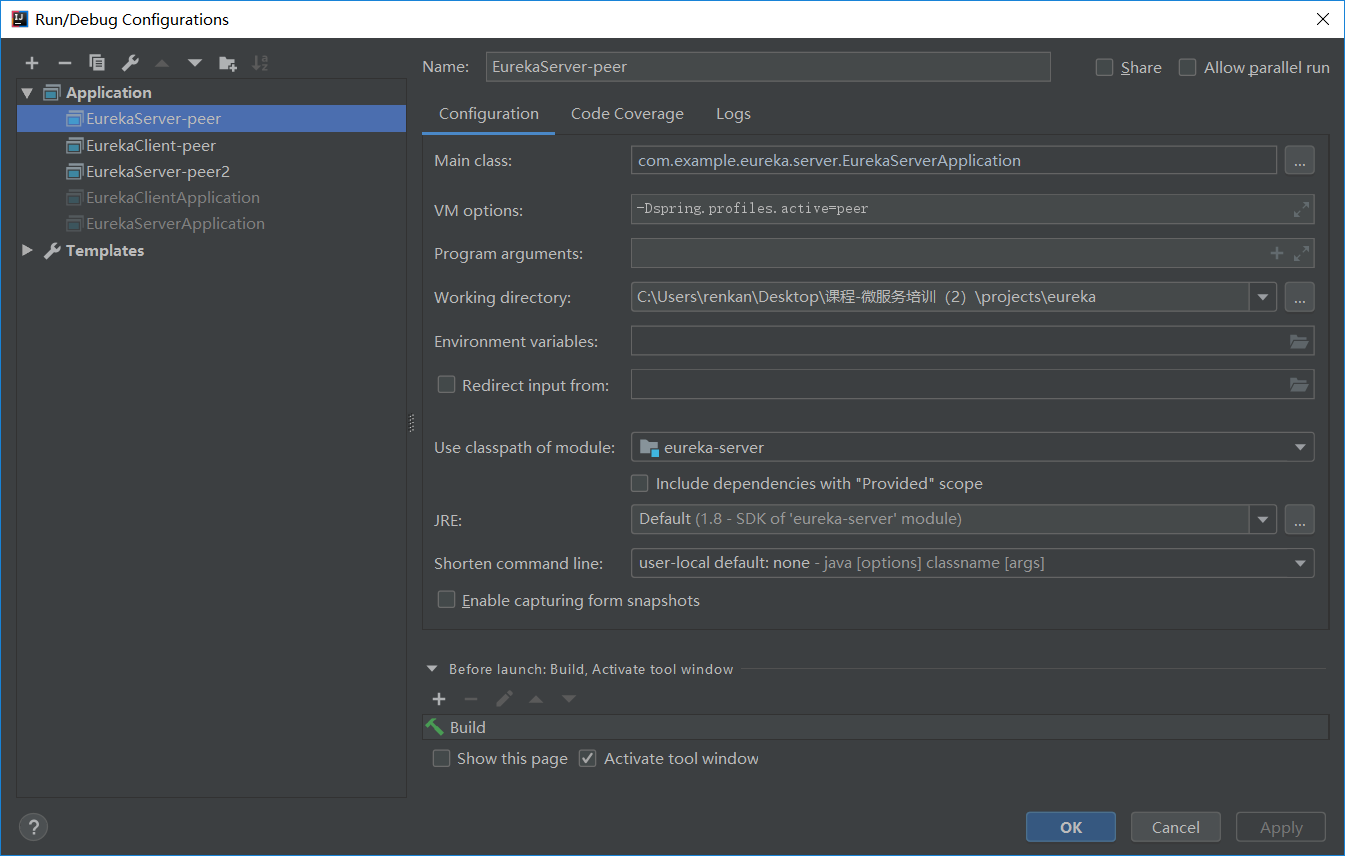 Run/Debug Configurations
Name: EurekaServer-peer
Share Allow parallel run
Application
EurekaServer-peer
EurekaClient-peer
EurekaServer-peer2
EurekaClientApplication
EurekaServerApplication
Templates
Configuration Code Coverage Logs
Main class: com.example.eureka.server.EurekaServerApplication ...
VM options: -Dspring.profiles.active=peer
Program arguments:
Working directory: C:\Users\renkan\Desktop\课程-微服务培训（2）\projects\eureka ...
Environment variables:
Redirect input from:
Use classpath of module: eureka-server
Include dependencies with "Provided" scope
JRE: Default (1.8 - SDK of 'eureka-server' module) ...
Shorten command line: user-local default: none - java [options] classname [args]
Enable capturing form snapshots
Before launch: Build, Activate tool window
Build
Show this page Activate tool window
? OK Cancel Apply